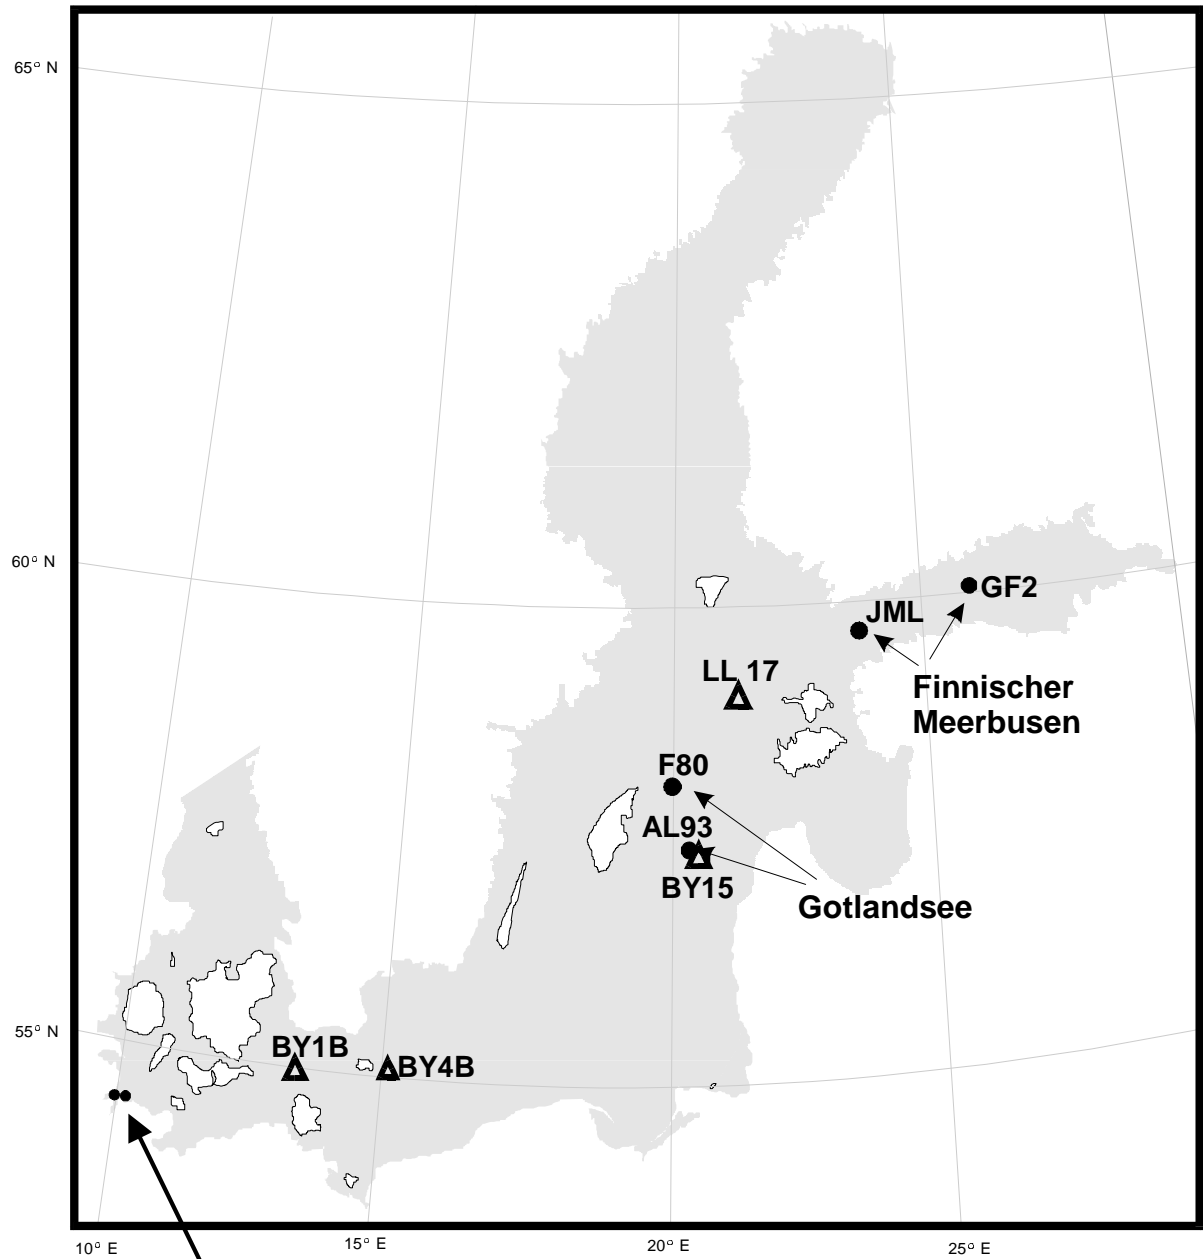 65° N
60° N
GF2
JML
LL 17
Finnischer
Meerbusen
F80
AL93
BY15
Gotlandsee
55° N
BY1B
BY4B
10° E
15° E
20° E
25° E